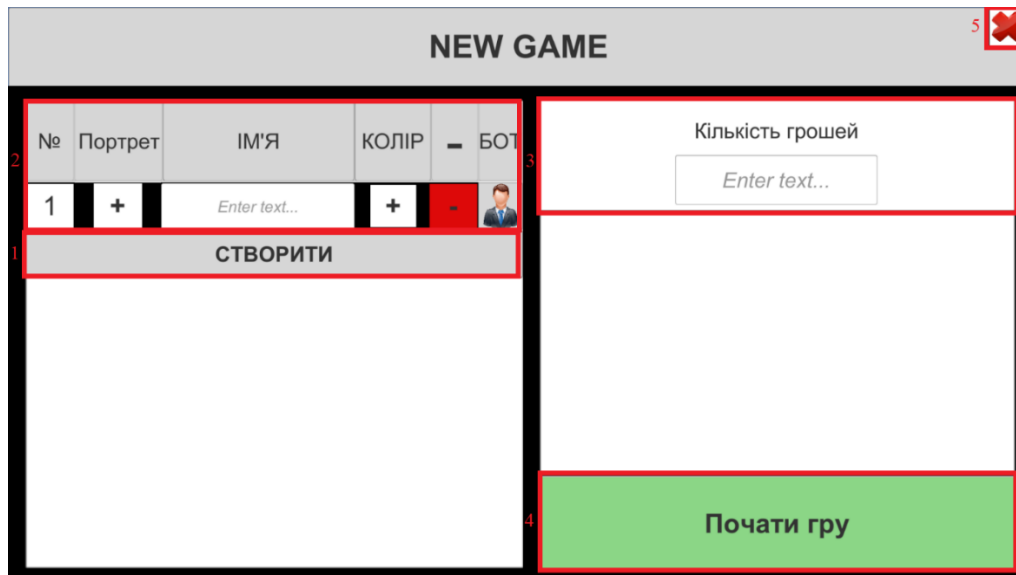 NEW GAME
5
№ Портрет ІМ'Я КОЛІР - БОТ
2
1 + Enter text... + -
1
СТВОРИТИ
3
Кількість грошей
Enter text...
4
Почати гру